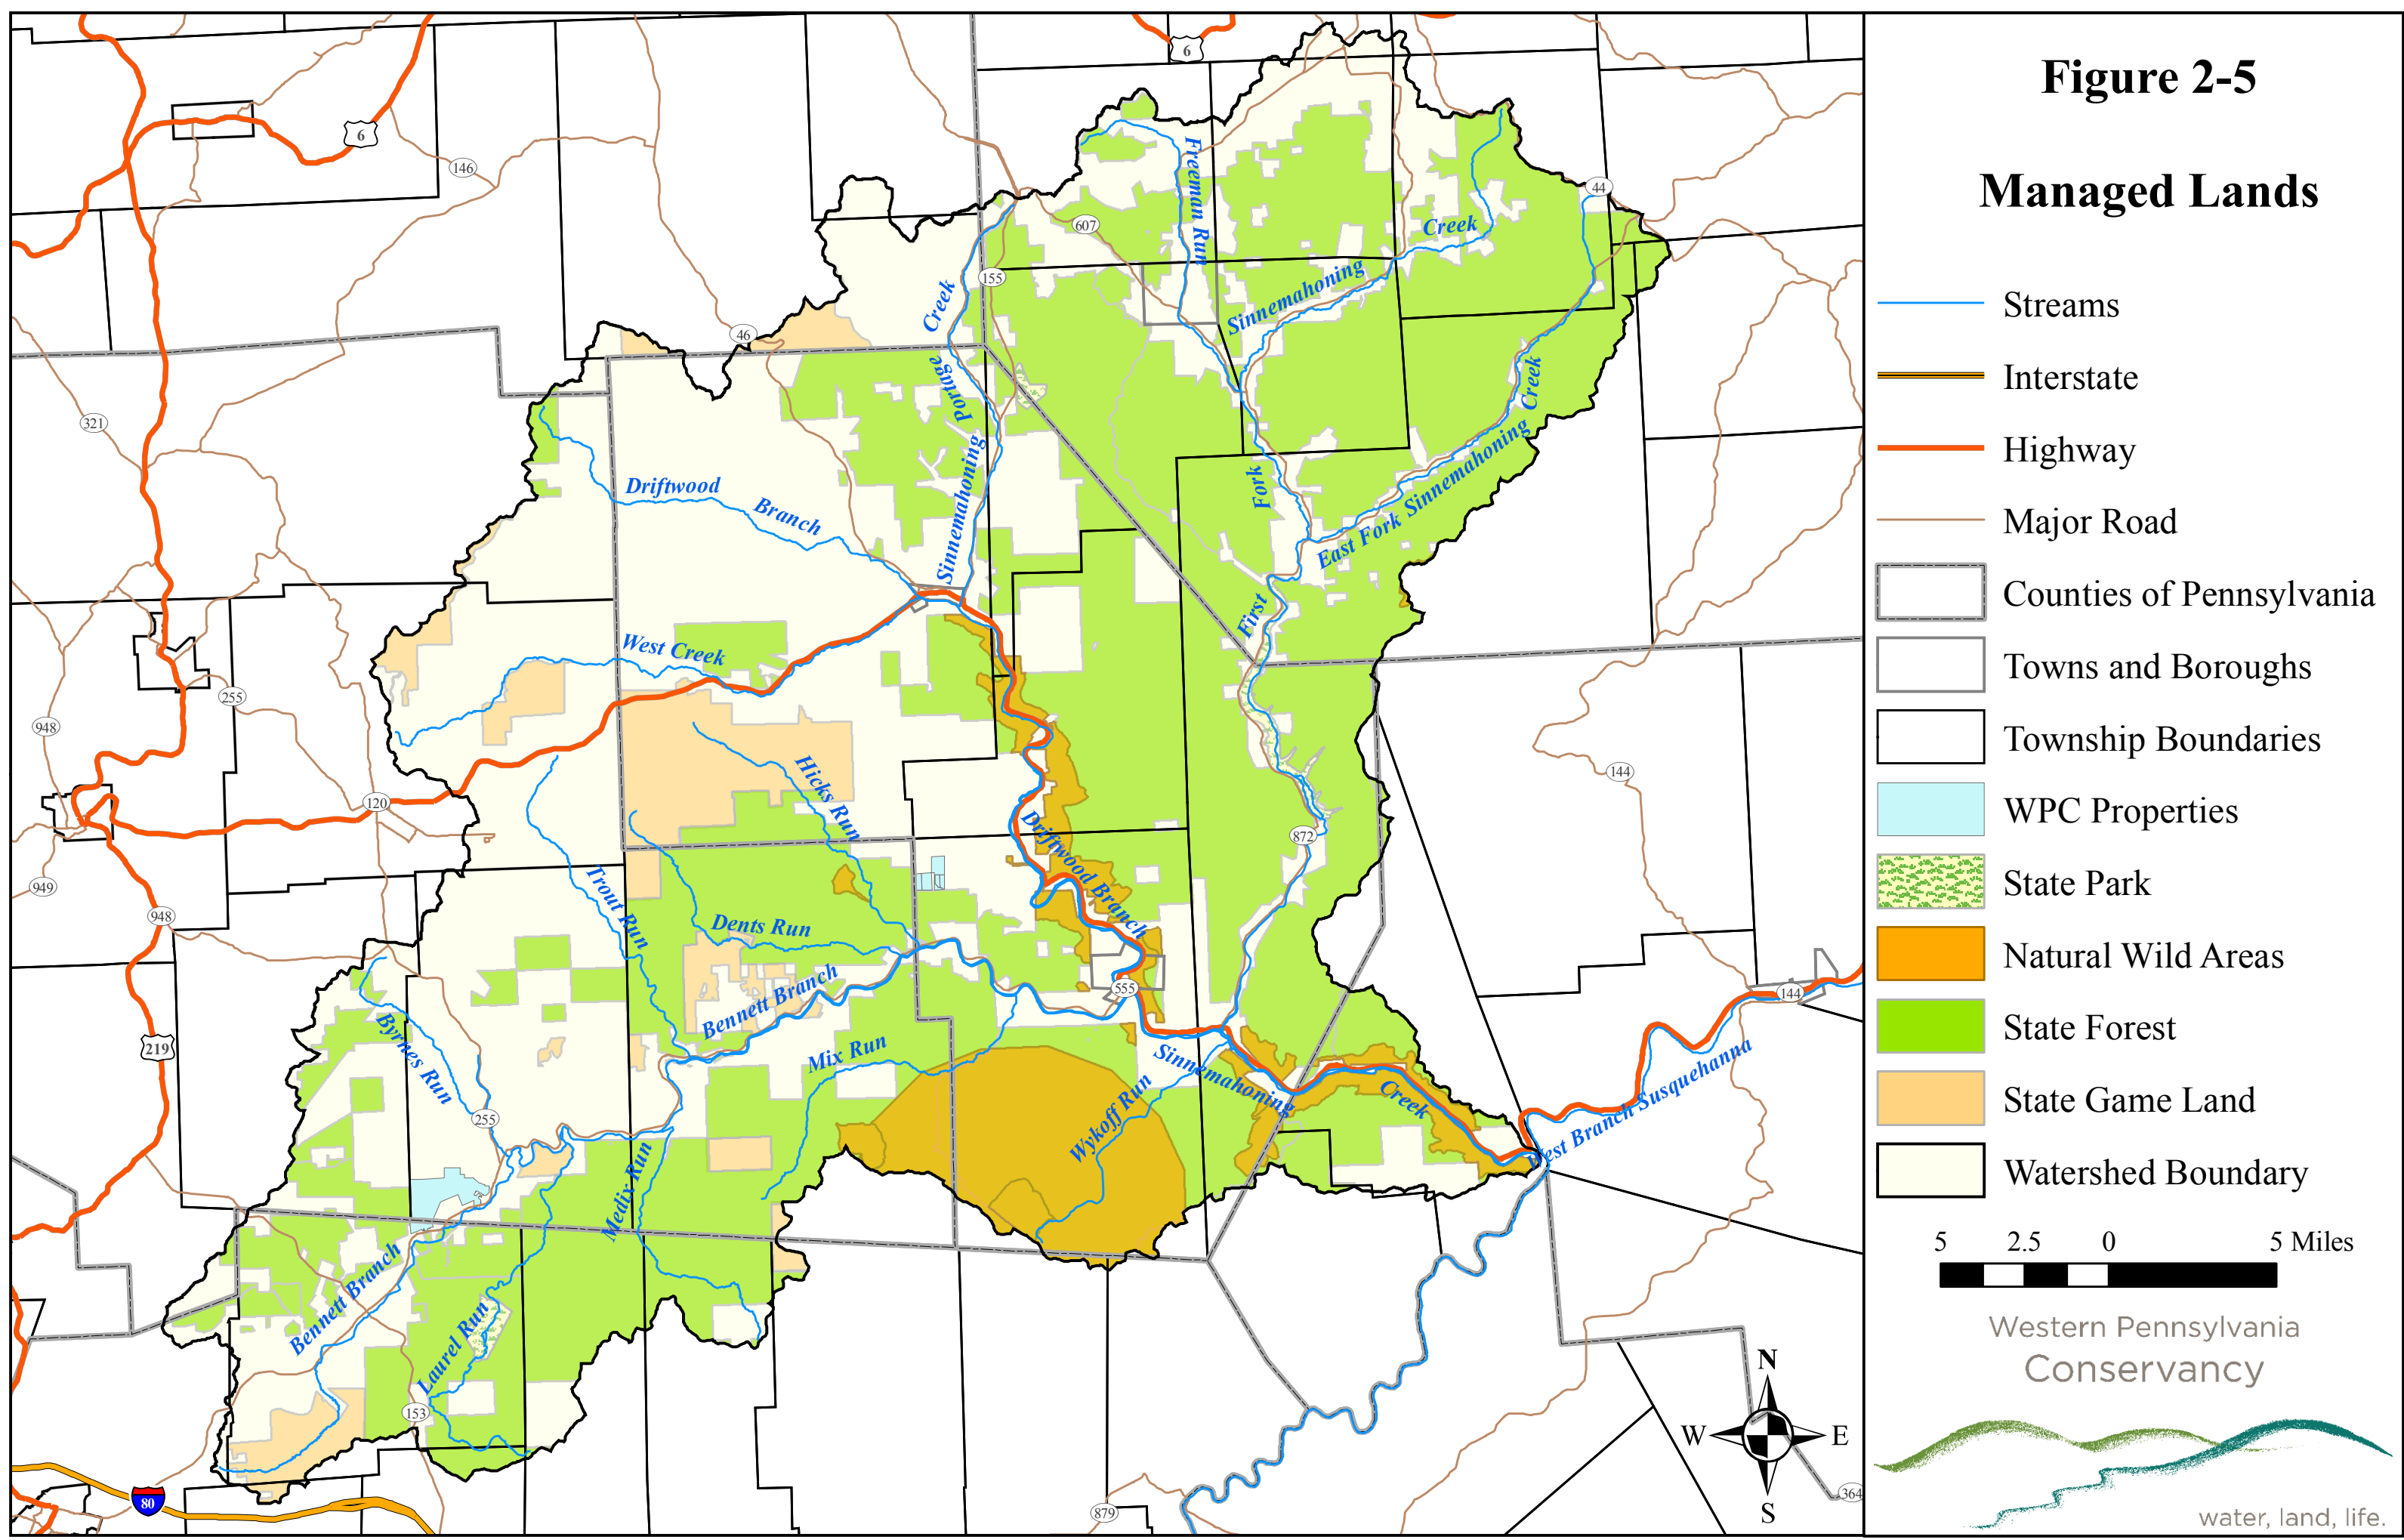 Figure 2-5
Managed Lands
Streams
Interstate
Highway
Major Road
Counties of Pennsylvania
Towns and Boroughs
Township Boundaries
WPC Properties
State Park
Natural Wild Areas
State Forest
State Game Land
Watershed Boundary
5 2.5 0 5 Miles
Western Pennsylvania
Conservancy
water, land, life.
N
W E
S
6
6
146
44
607
155
46
321
255
948
120
949
948
219
255
153
80
555
872
144
144
879
364
Freeman Run
Creek
Sinnemahoning
Fork
First
Creek
East Fork Sinnemahoning
Creek
Portage
Sinnemahoning
Driftwood
Branch
West Creek
Hicks Run
Driftwood Branch
Trout Run
Dents Run
Bennett Branch
Mix Run
Byrnes Run
Medix Run
Wykoff Run
Sinnemahoning
Creek
West Branch Susquehanna
Bennett Branch
Laurel Run